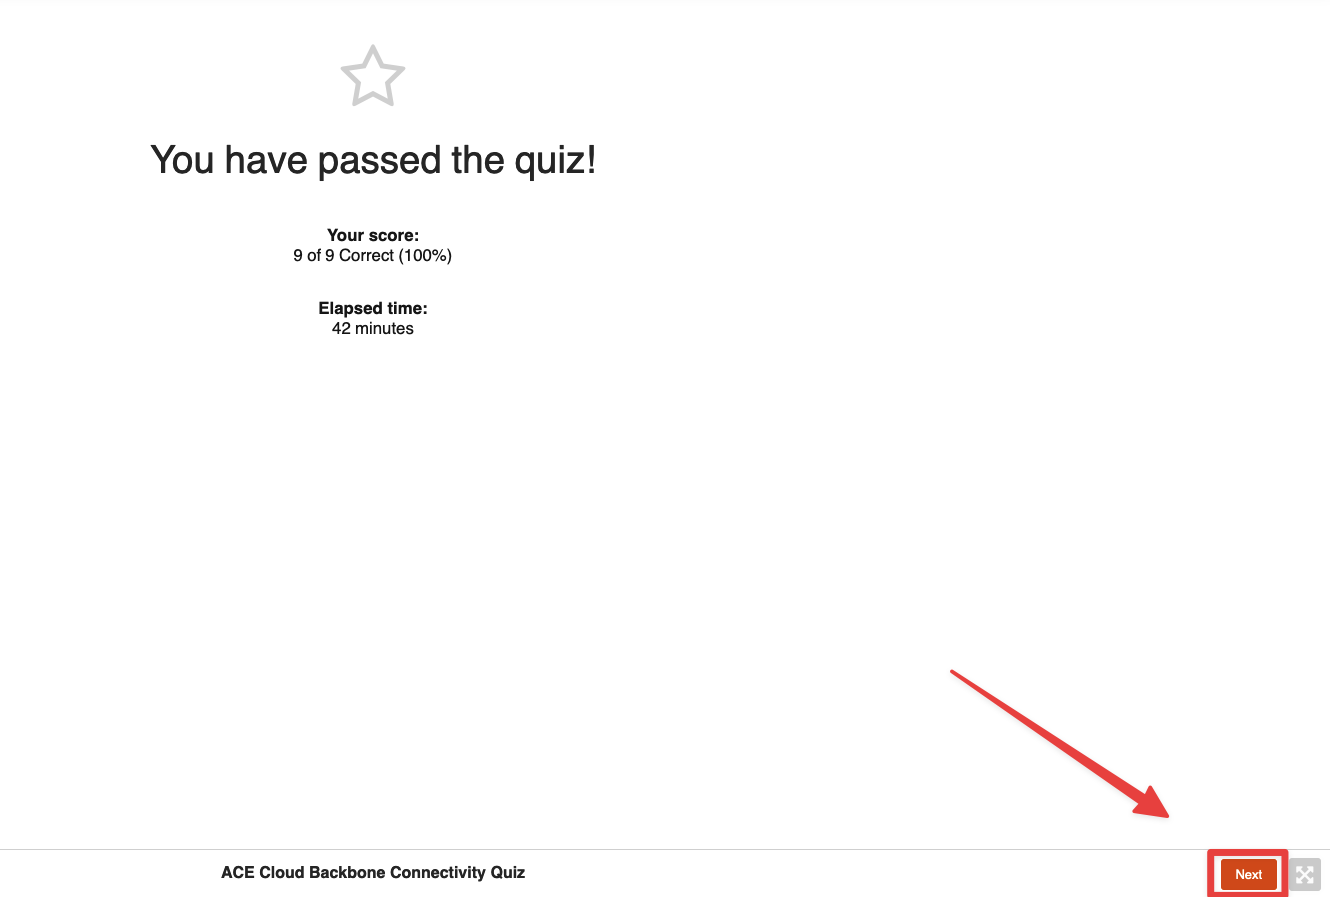 You have passed the quiz!
Your score:
9 of 9 Correct (100%)
Elapsed time:
42 minutes
ACE Cloud Backbone Connectivity Quiz
Next